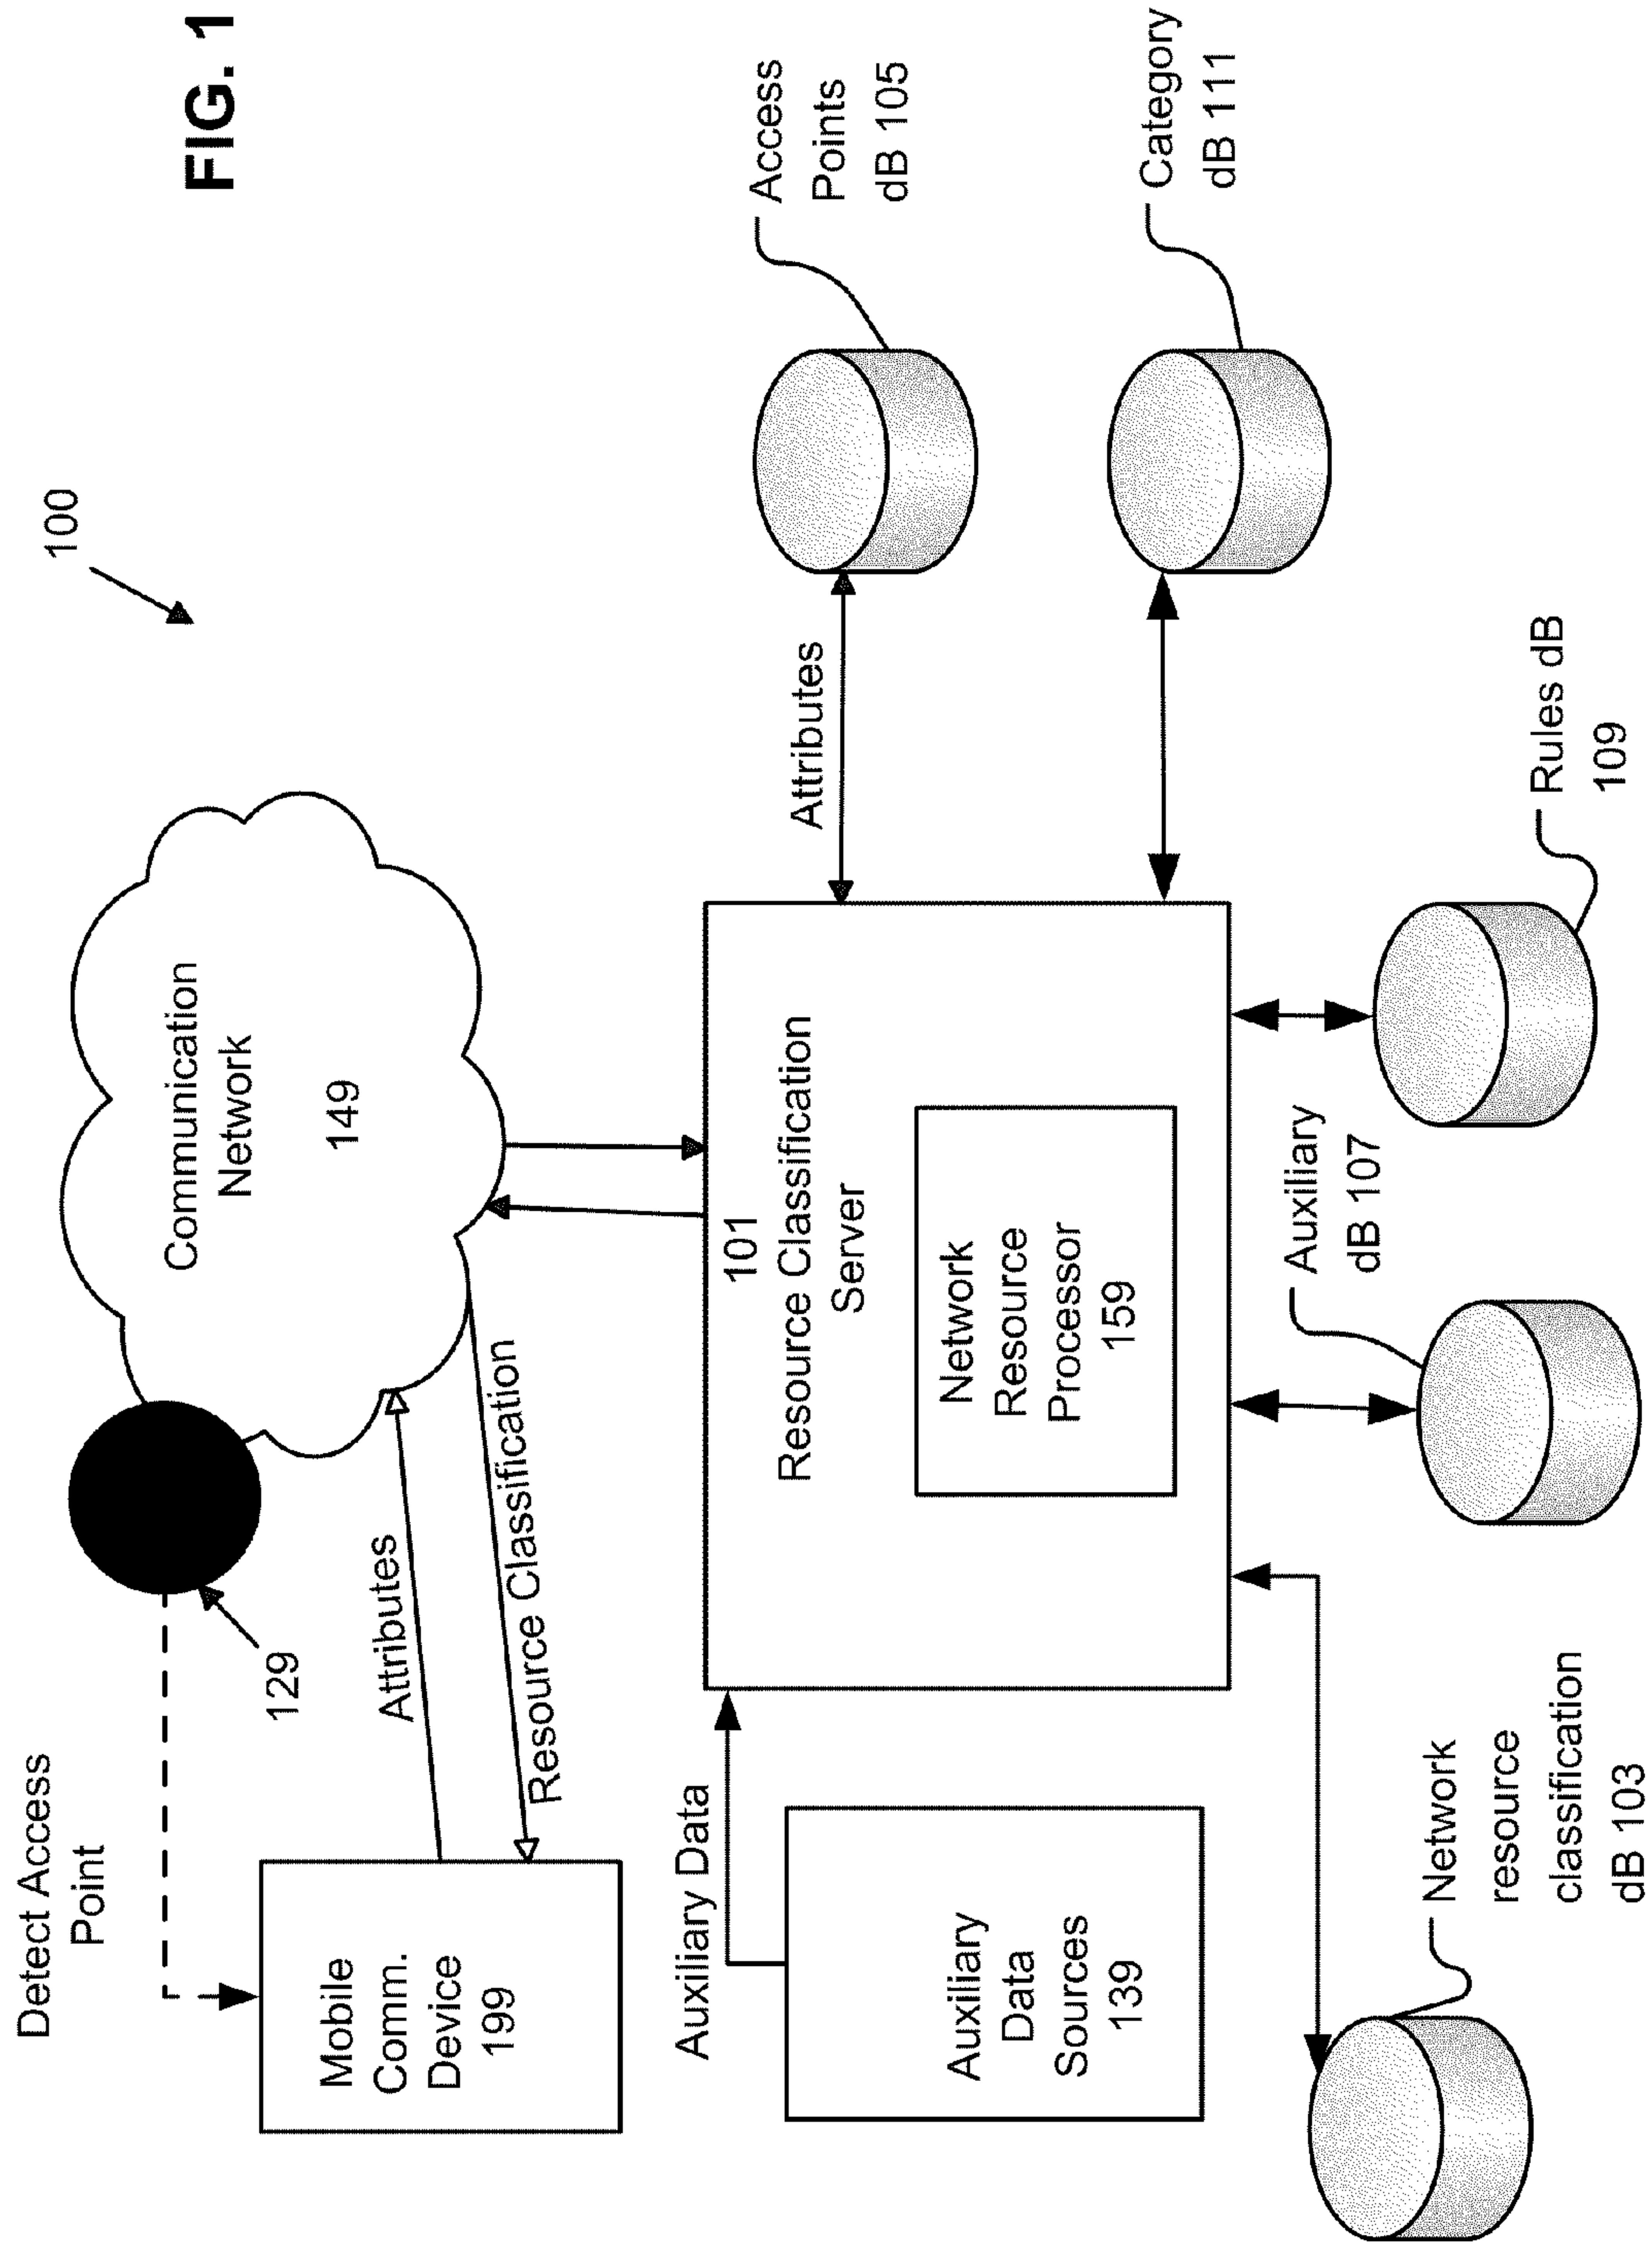 FIG. 1
100
Detect Access
Point
129
Communication
Network
149
Mobile
Comm.
Device
199
Attributes
Resource Classification
Auxiliary Data
Auxiliary
Data
Sources
139
101
Resource Classification
Server
Network
Resource
Processor
159
Attributes
Access
Points
dB 105
Category
dB 111
Network
resource
classification
dB 103
Auxiliary
dB 107
Rules dB
109